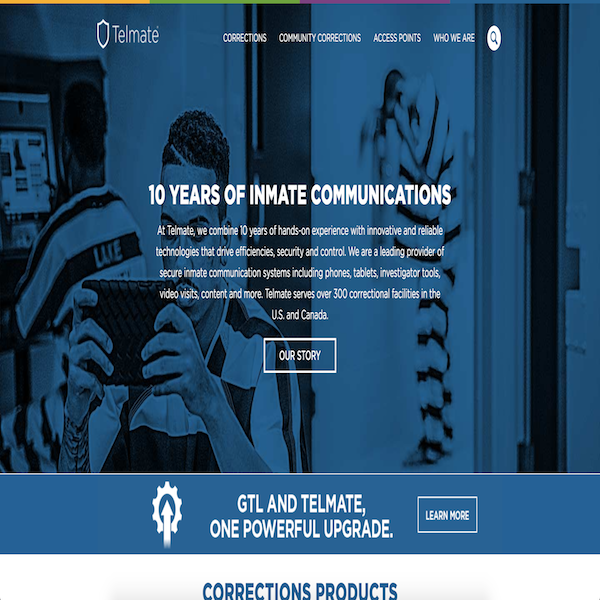 Telmate
CORRECTIONS COMMUNITY CORRECTIONS ACCESS POINTS WHO WE ARE
10 YEARS OF INMATE COMMUNICATIONS
At Telmate, we combine 10 years of hands-on experience with innovative and reliable
technologies that drive efficiencies, security and control. We are a leading provider of
secure inmate communication systems including phones, tablets, investigator tools,
video visits, content and more. Telmate serves over 300 correctional facilities in the
U.S. and Canada.
OUR STORY
GTL AND TELMATE,
ONE POWERFUL UPGRADE.
LEARN MORE
CORRECTIONS PRODUCTS